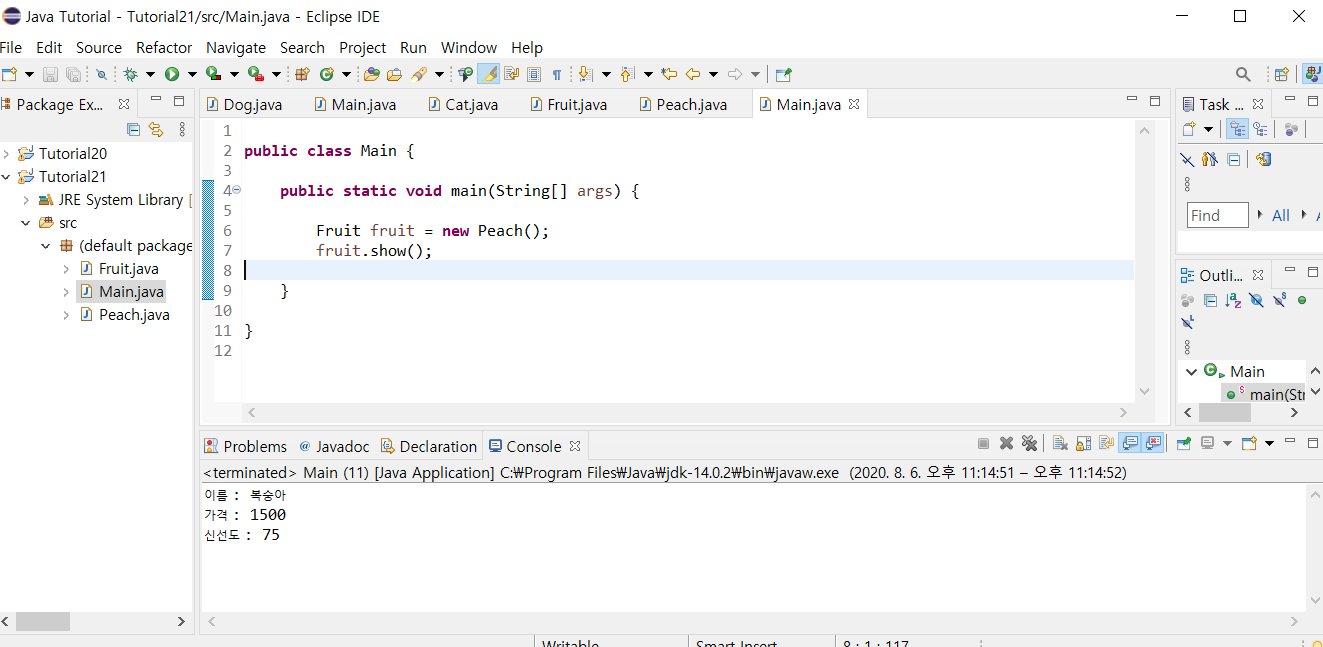 Java Tutorial - Tutorial21/src/Main.java - Eclipse IDE
File Edit Source Refactor Navigate Search Project Run Window Help
Package Ex...
Tutorial20
Tutorial21
JRE System Library [
src
(default package
Fruit.java
Main.java
Peach.java
Dog.java Main.java Cat.java Fruit.java Peach.java Main.java
1
2 public class Main {
3
4 public static void main(String[] args) {
5
6 Fruit fruit = new Peach();
7 fruit.show();
8
9 }
10
11 }
12
Task ...
Find All
Outli...
Main
main(Stri
Problems @ Javadoc Declaration Console
<terminated> Main (11) [Java Application] C:₩Program Files₩Java₩jdk-14.0.2₩bin₩javaw.exe (2020. 8. 6. 오후 11:14:51 – 오후 11:14:52)
이름 : 복숭아
가격 : 1500
신선도 : 75
Writable Smart Insert 8 : 1 : 117